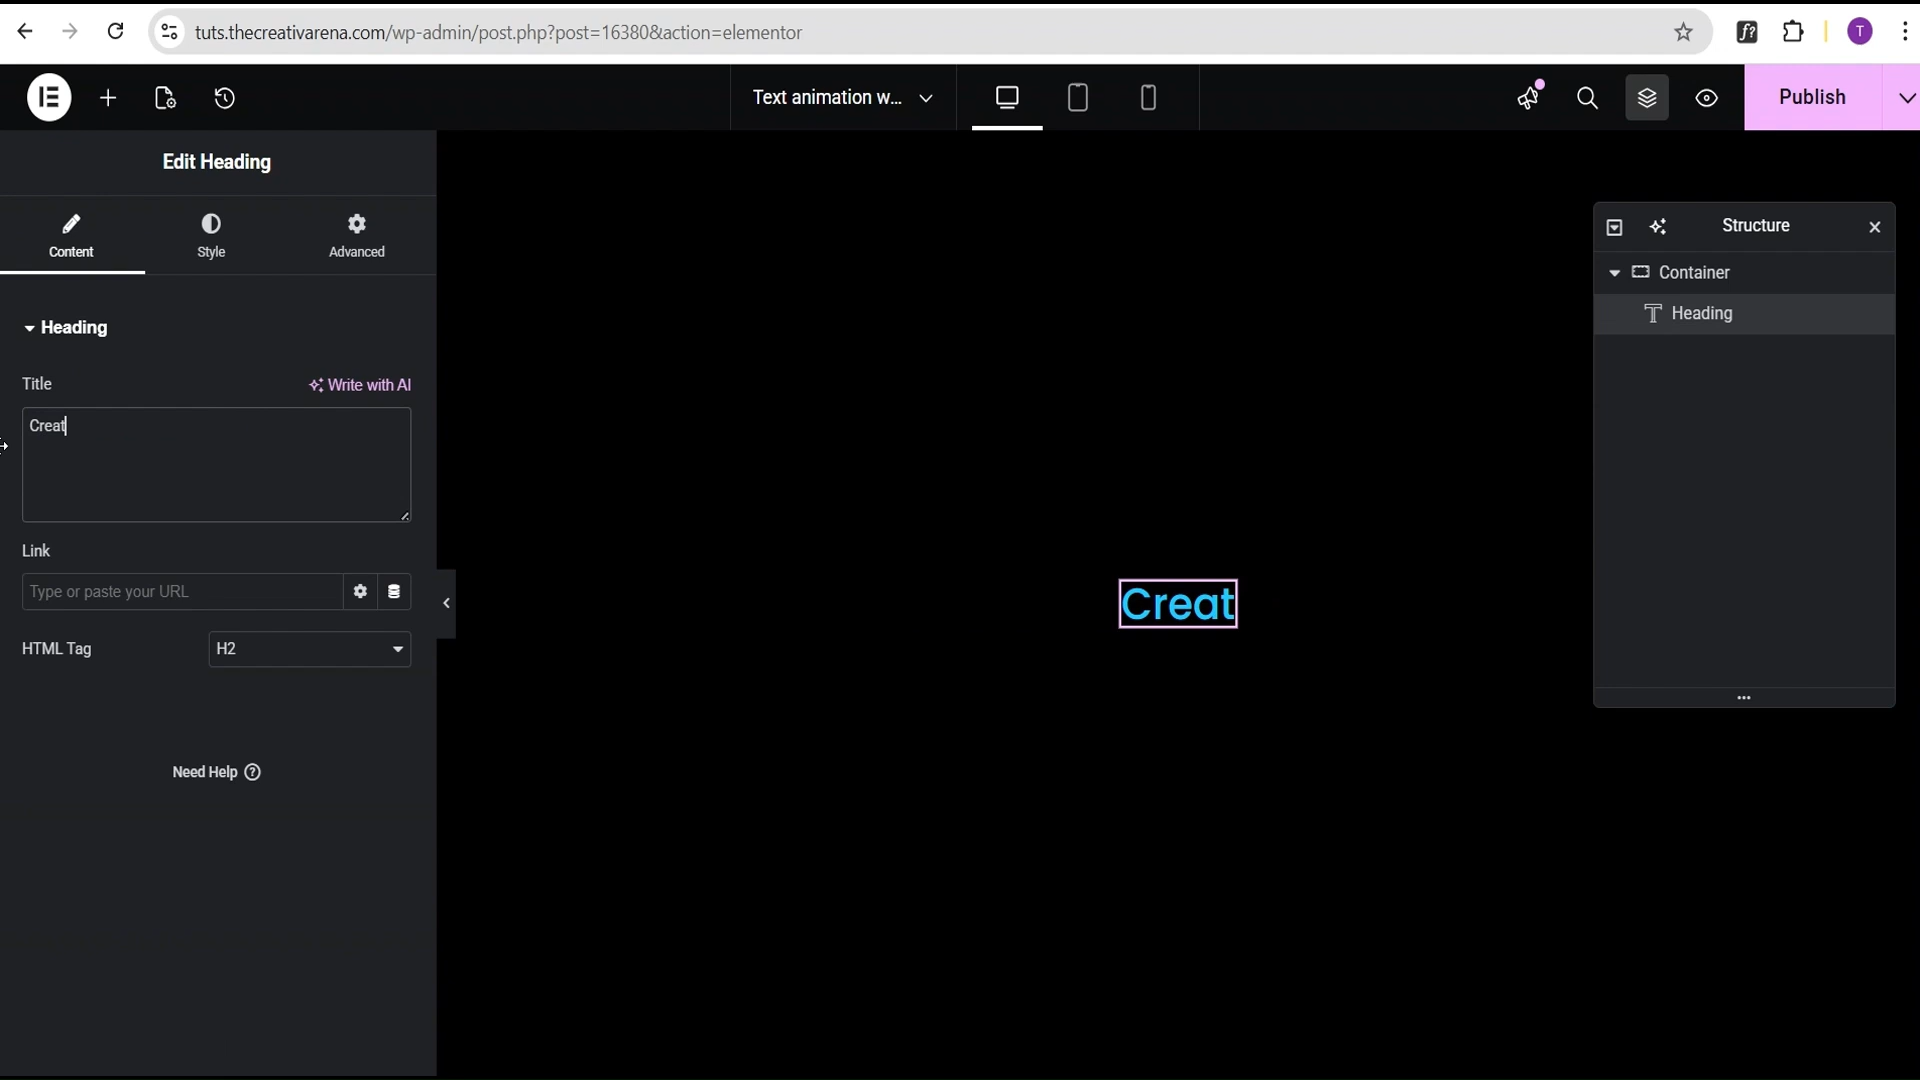 tuts.thecreativarena.com/wp-admin/post.php?post=16380&action=elementor
f?
T
Text animation w...
Publish
Edit Heading
Content
Style
Advanced
Structure
Container
Heading
Heading
Title
Write with AI
Creat
Link
Type or paste your URL
HTML Tag
H2
Need Help ?
Creat